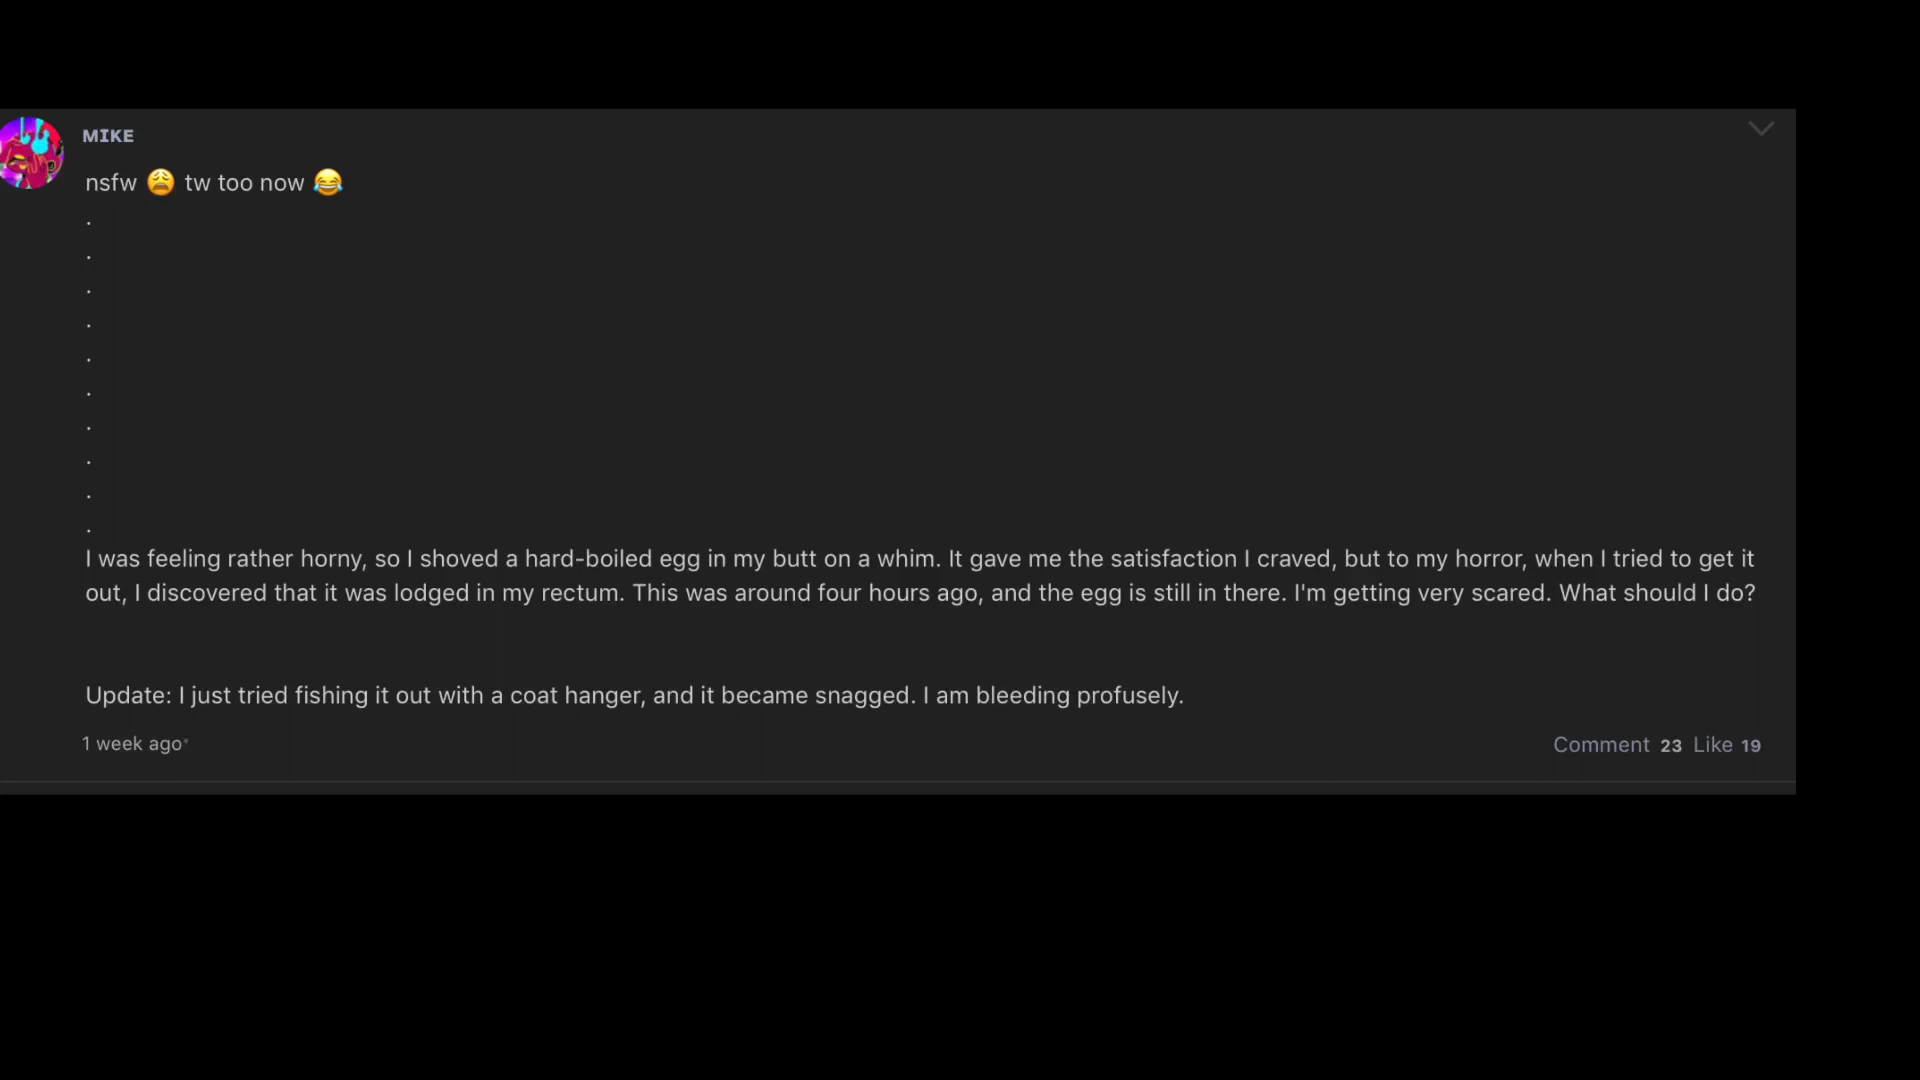 MIKE
nsfw 😩 tw too now 😂
.
.
.
.
.
.
.
.
.
.
I was feeling rather horny, so I shoved a hard-boiled egg in my butt on a whim. It gave me the satisfaction I craved, but to my horror, when I tried to get it
out, I discovered that it was lodged in my rectum. This was around four hours ago, and the egg is still in there. I'm getting very scared. What should I do?
Update: I just tried fishing it out with a coat hanger, and it became snagged. I am bleeding profusely.
1 week ago*
Comment 23 Like 19